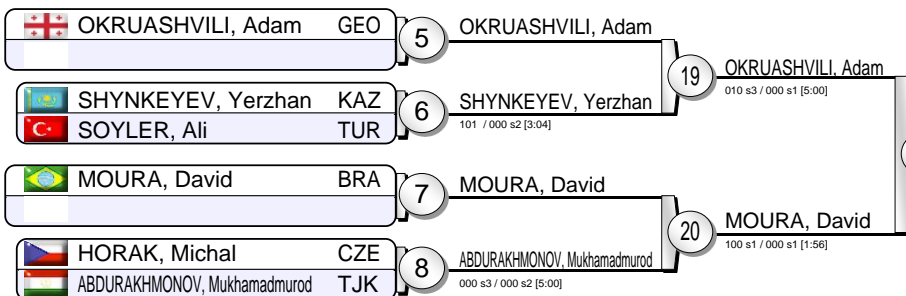 OKRUASHVILI, Adam GEO
5
OKRUASHVILI, Adam
19
OKRUASHVILI, Adam
010 s3 / 000 s1 [5:00]
SHYNKEYEV, Yerzhan KAZ
SOYLER, Ali TUR
6
SHYNKEYEV, Yerzhan
101 / 000 s2 [3:04]
MOURA, David BRA
7
MOURA, David
20
MOURA, David
100 s1 / 000 s1 [1:56]
HORAK, Michal CZE
ABDURAKHMONOV, Mukhamadmurod TJK
8
ABDURAKHMONOV, Mukhamadmurod
000 s3 / 000 s2 [5:00]